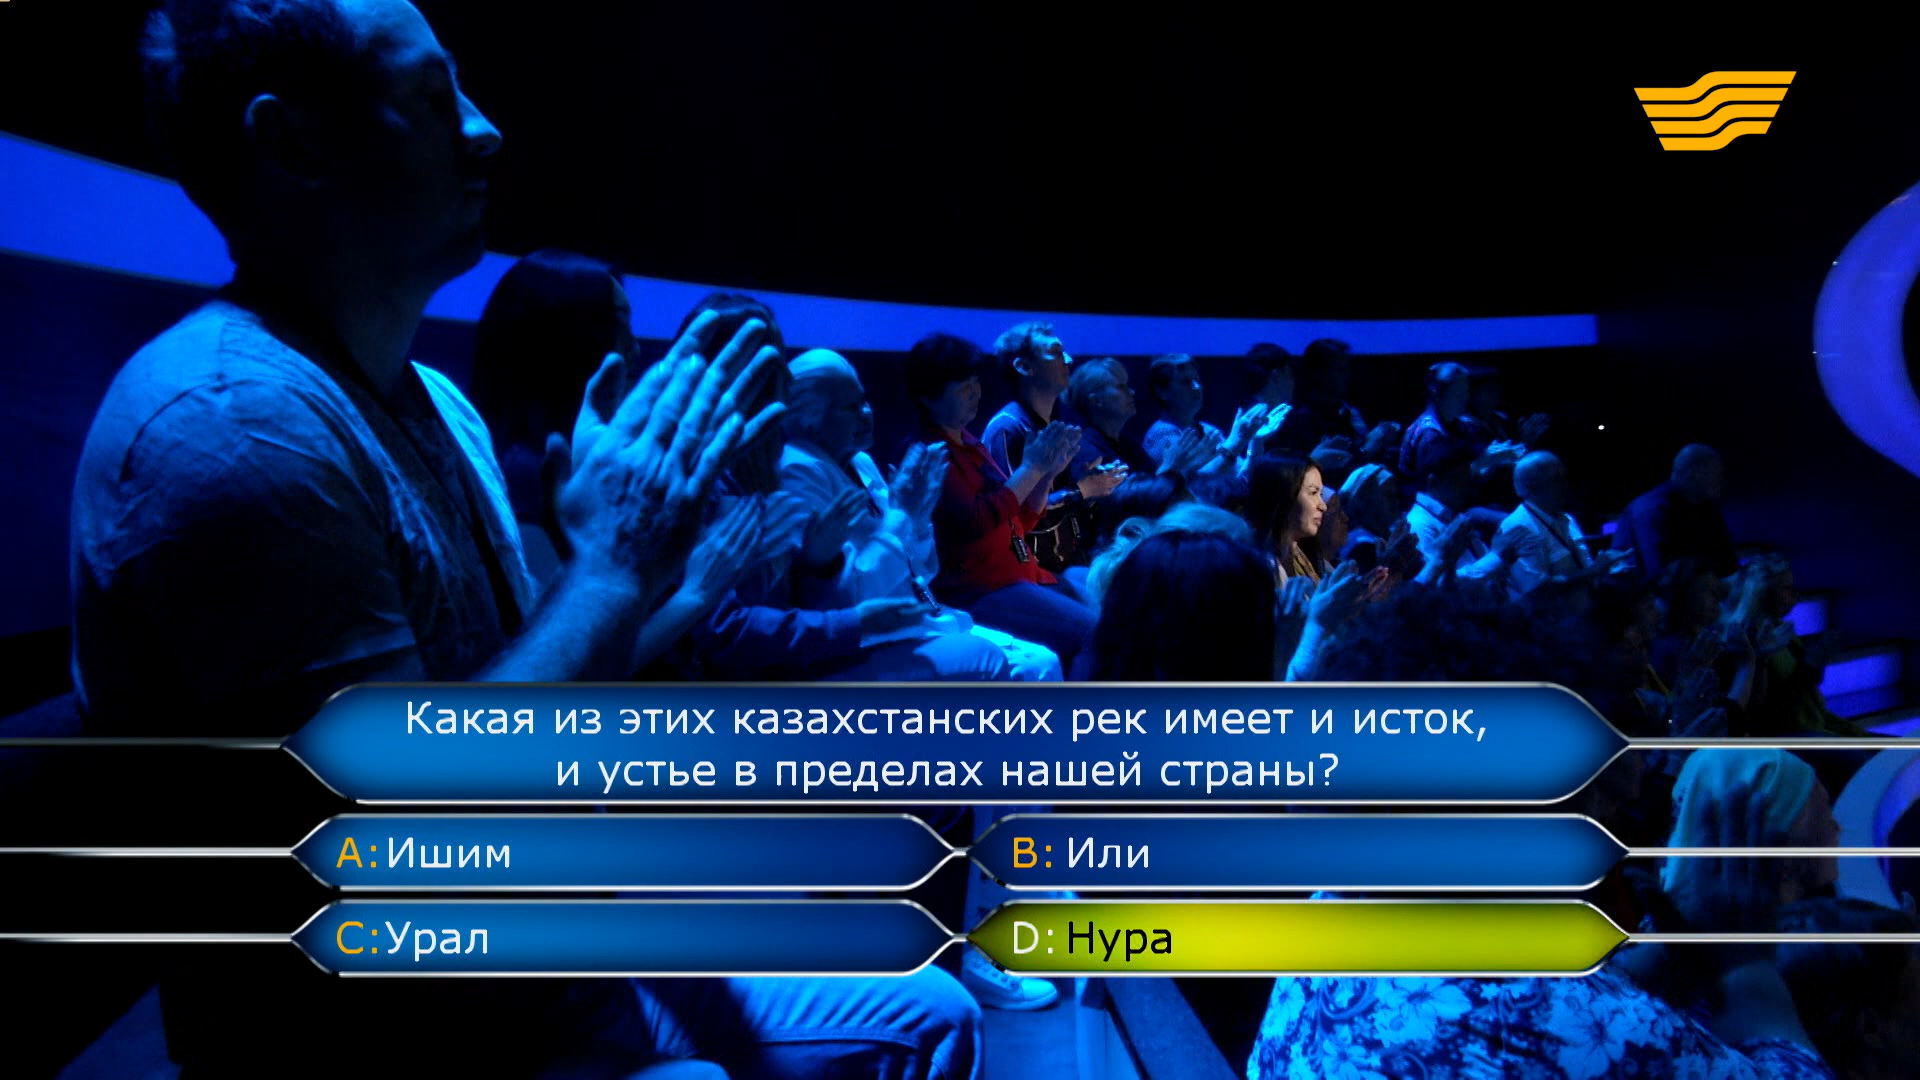 Какая из этих казахстанских рек имеет и исток,
и устье в пределах нашей страны?
A: Ишим
B: Или
C: Урал
D: Нура